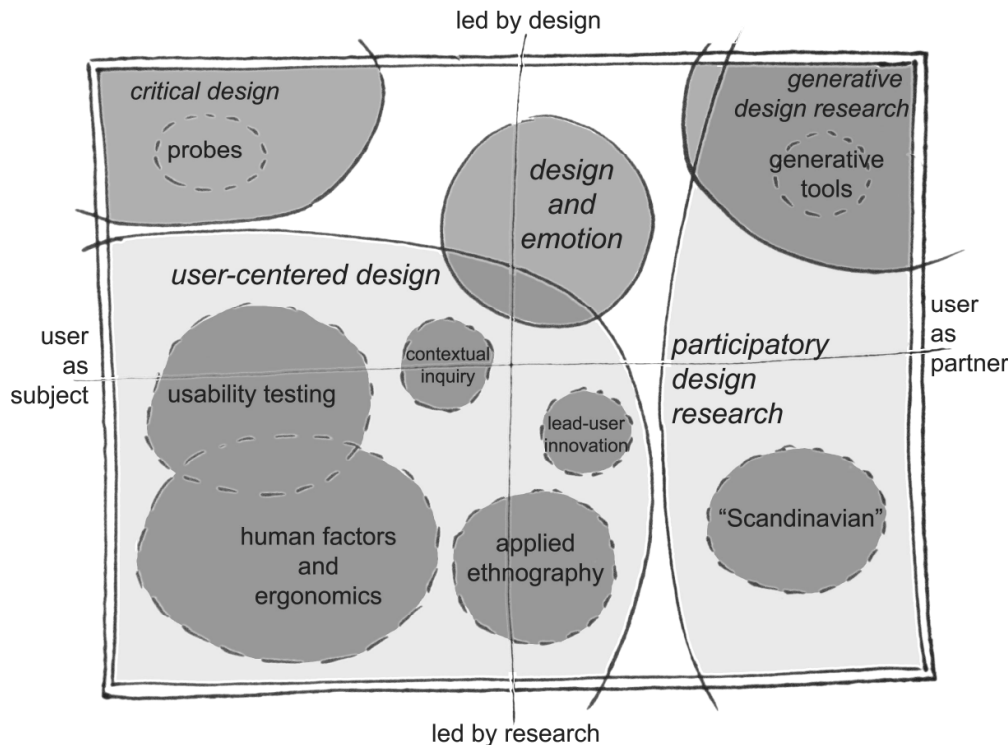 led by design
critical design
probes
generative
design research
generative
tools
design
and
emotion
user-centered design
user
as
subject
user
as
partner
contextual
inquiry
usability testing
participatory
design
research
lead-user
innovation
human factors
and
ergonomics
applied
ethnography
“Scandinavian”
led by research